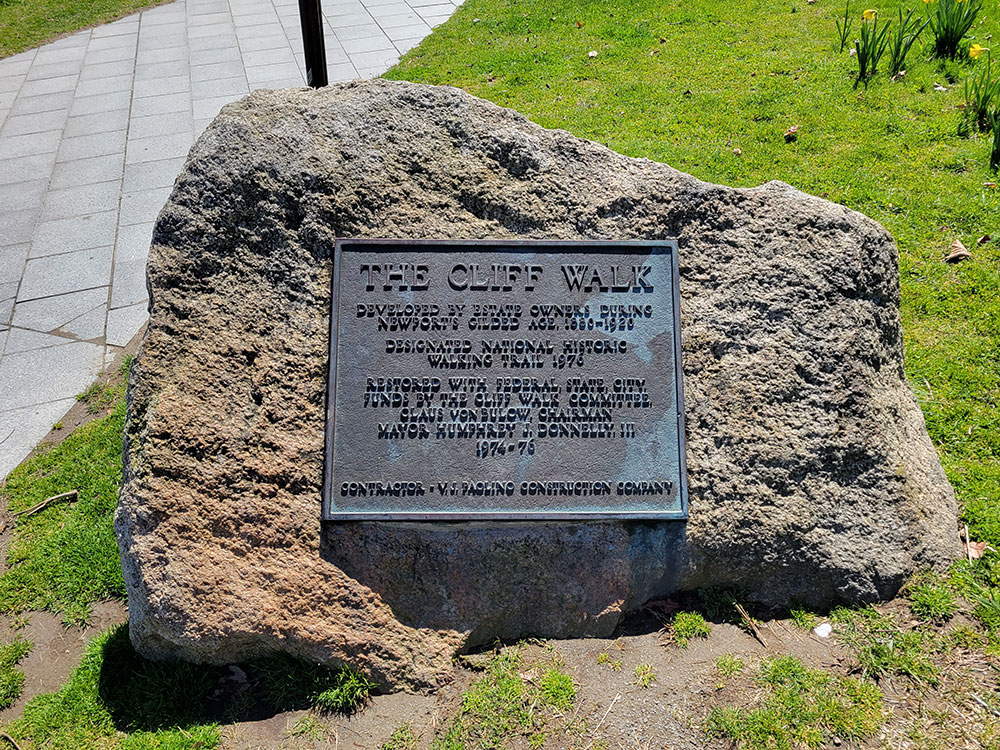 THE CLIFF WALK
DEVELOPED BY ESTATE OWNERS DURING
NEWPORT'S GILDED AGE, 1880-1920
DESIGNATED NATIONAL HISTORIC
WALKING TRAIL 1976
RESTORED WITH FEDERAL, STATE, CITY,
FUNDS BY THE CLIFF WALK COMMITTEE,
CLAUS VON BULOW, CHAIRMAN
MAYOR HUMPHREY J. DONNELLY, III
1974-76
CONTRACTOR - V.J. PAOLINO CONSTRUCTION COMPANY